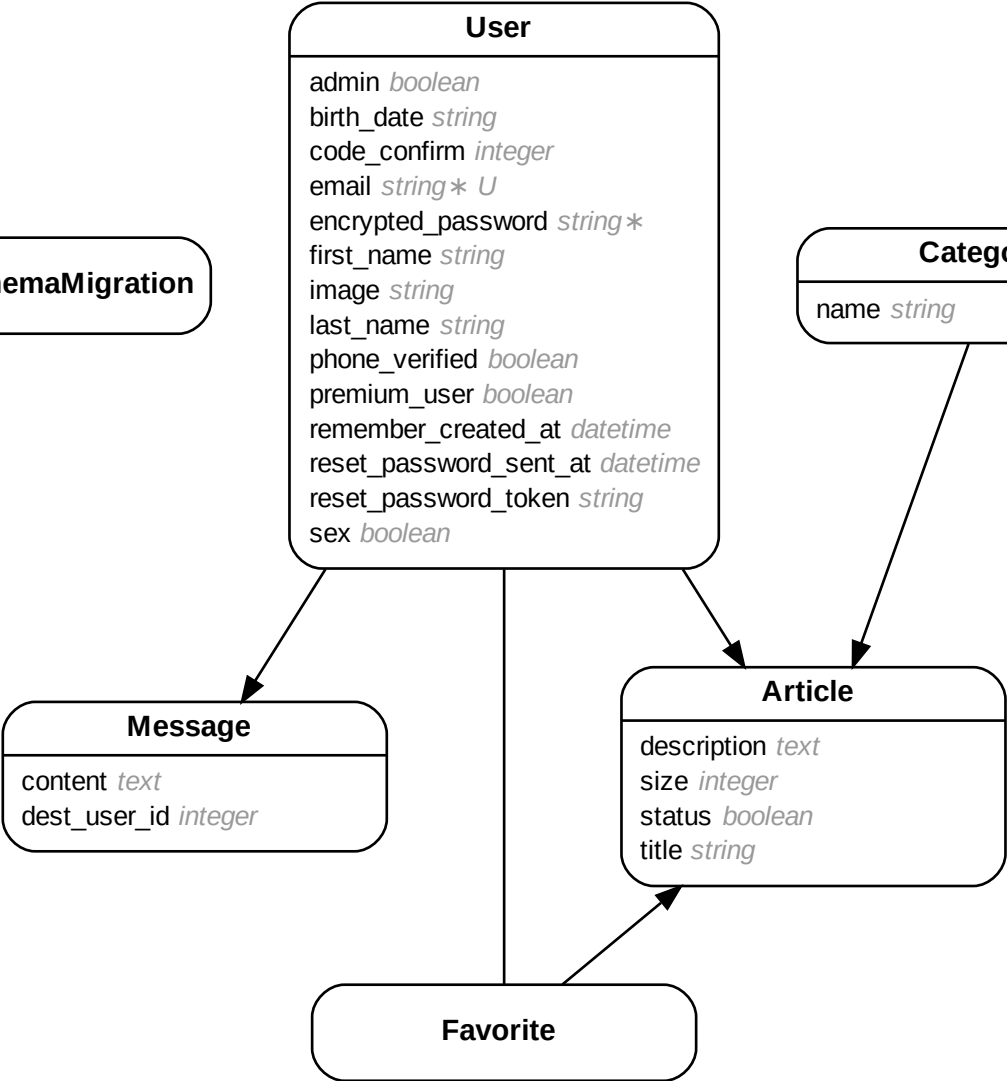 User
admin boolean
birth_date string
code_confirm integer
email string∗ U
encrypted_password string∗
first_name string
image string
last_name string
phone_verified boolean
premium_user boolean
remember_created_at datetime
reset_password_sent_at datetime
reset_password_token string
sex boolean
emaMigration
Catego
name string
Message
content text
dest_user_id integer
Article
description text
size integer
status boolean
title string
Favorite